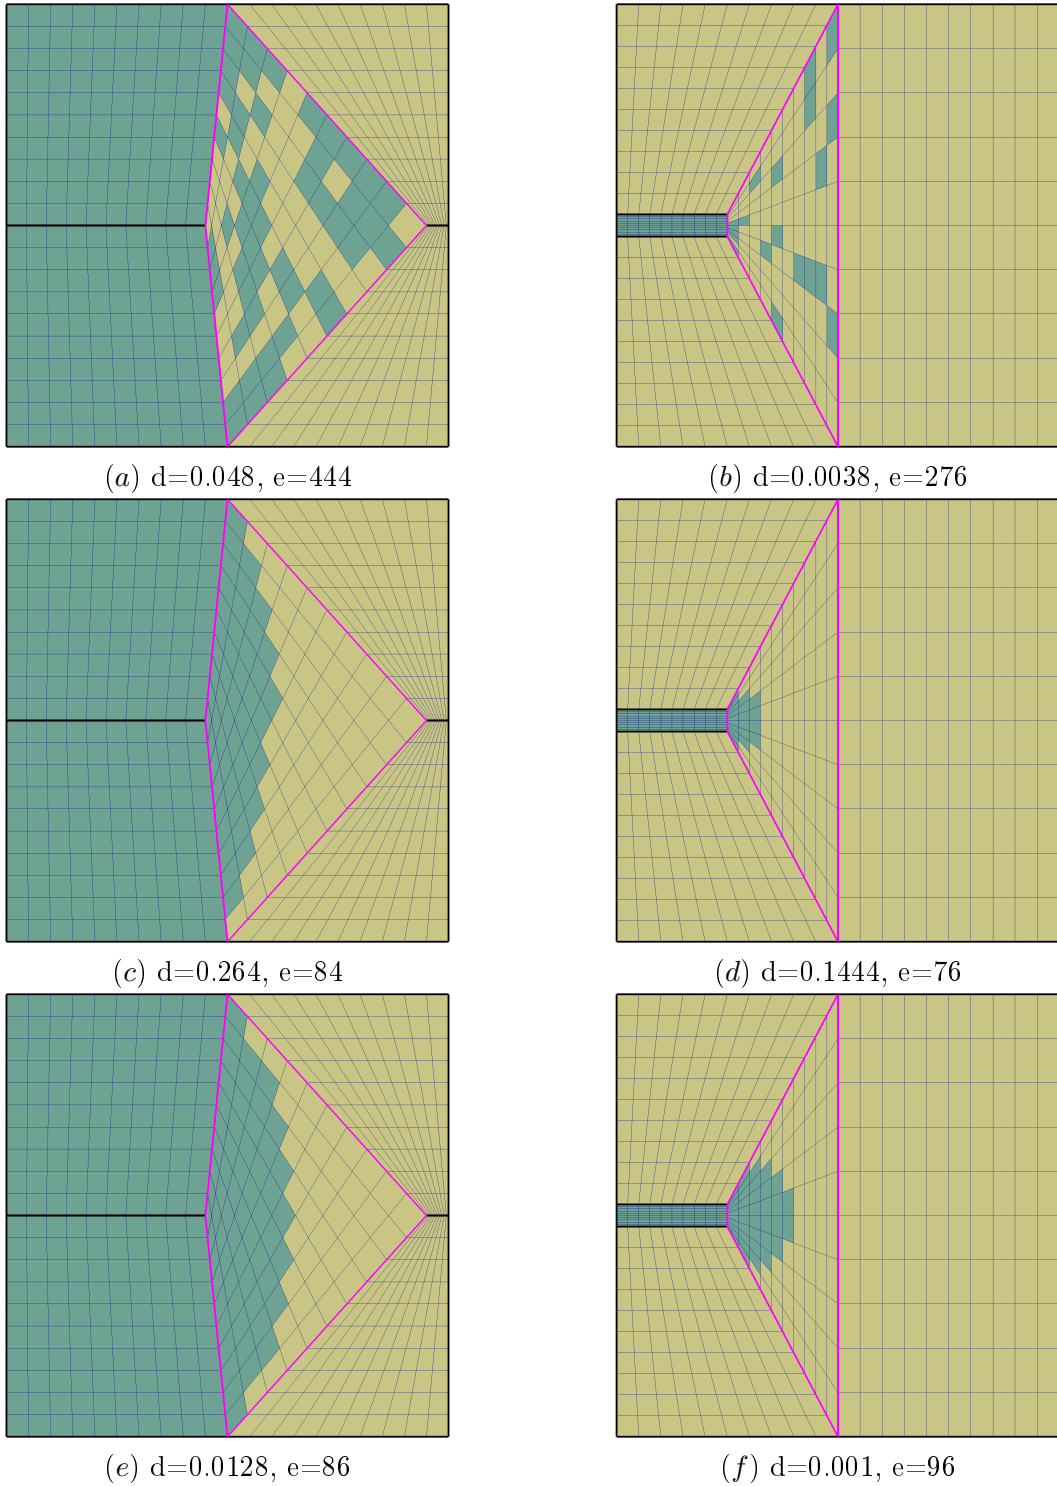 (a) d=0.048, e=444
(b) d=0.0038, e=276
(c) d=0.264, e=84
(d) d=0.1444, e=76
(e) d=0.0128, e=86
(f) d=0.001, e=96